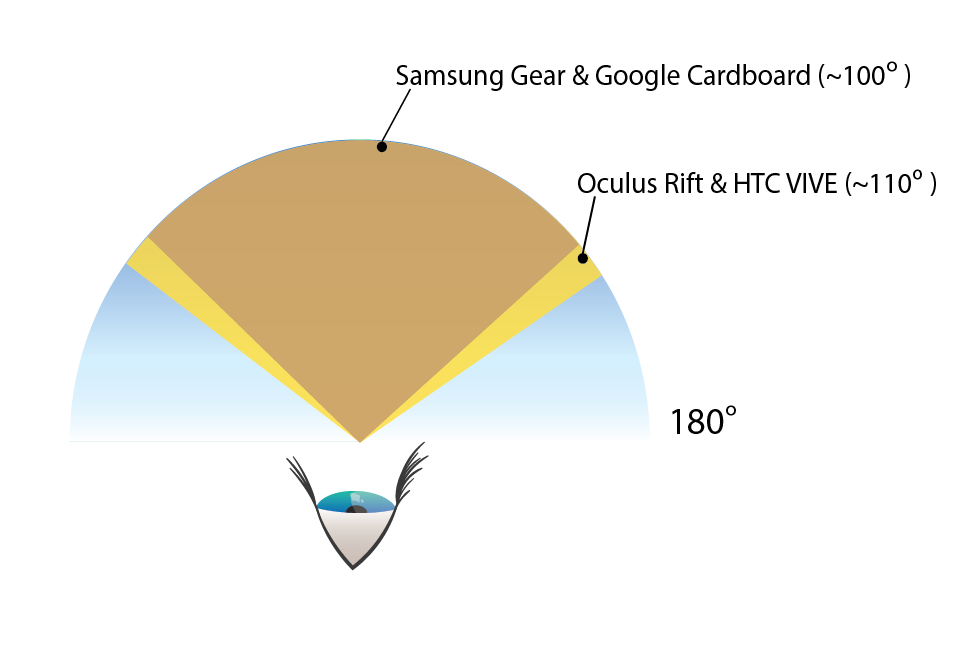 Samsung Gear & Google Cardboard (~100° )
Oculus Rift & HTC VIVE (~110° )
180°